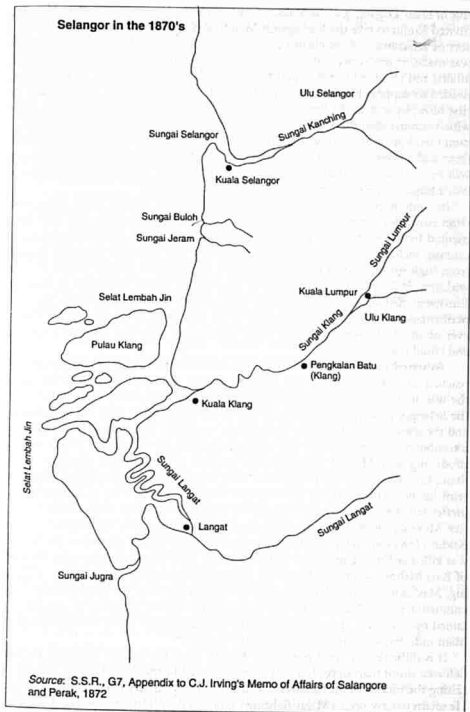 Selangor in the 1870's
Ulu Selangor
Sungai Kanching
Sungai Selangor
Kuala Selangor
Sungai Buloh
Sungai Jeram
Sungai Lumpur
Selat Lembah Jin
Kuala Lumpur
Ulu Klang
Sungai Klang
Pulau Klang
Pengkalan Batu
(Klang)
Kuala Klang
Selat Lembah Jin
Sungai Langat
Langat
Sungai Langat
Sungai Jugra
Source: S.S.R., G7, Appendix to C.J. Irving's Memo of Affairs of Salangore
and Perak, 1872